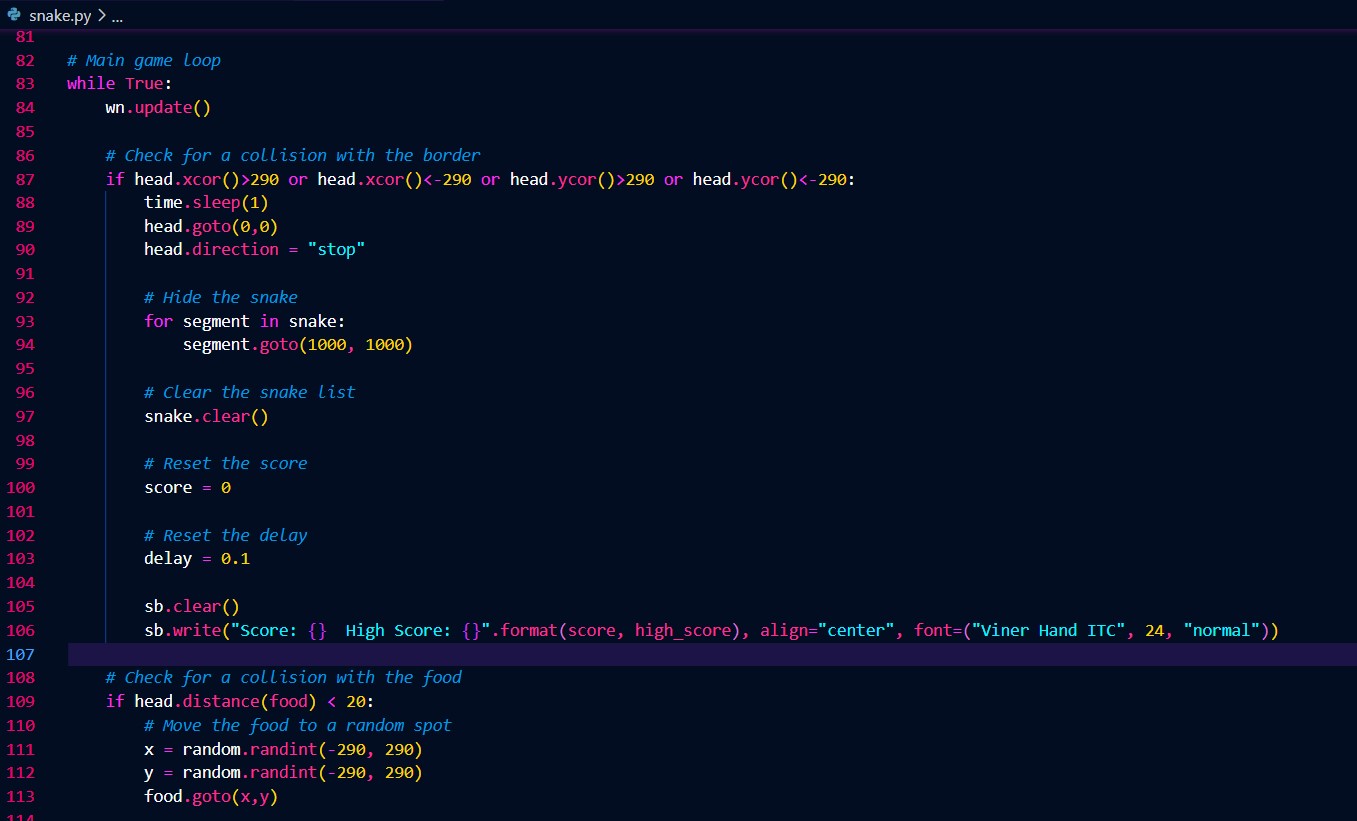 snake.py > ...
81
82 # Main game loop
83 while True:
84     wn.update()
85
86     # Check for a collision with the border
87     if head.xcor()>290 or head.xcor()<-290 or head.ycor()>290 or head.ycor()<-290:
88         time.sleep(1)
89         head.goto(0,0)
90         head.direction = "stop"
91
92         # Hide the snake
93         for segment in snake:
94             segment.goto(1000, 1000)
95
96         # Clear the snake list
97         snake.clear()
98
99         # Reset the score
100         score = 0
101
102         # Reset the delay
103         delay = 0.1
104
105         sb.clear()
106         sb.write("Score: {}  High Score: {}".format(score, high_score), align="center", font=("Viner Hand ITC", 24, "normal"))
107
108     # Check for a collision with the food
109     if head.distance(food) < 20:
110         # Move the food to a random spot
111         x = random.randint(-290, 290)
112         y = random.randint(-290, 290)
113         food.goto(x,y)
114